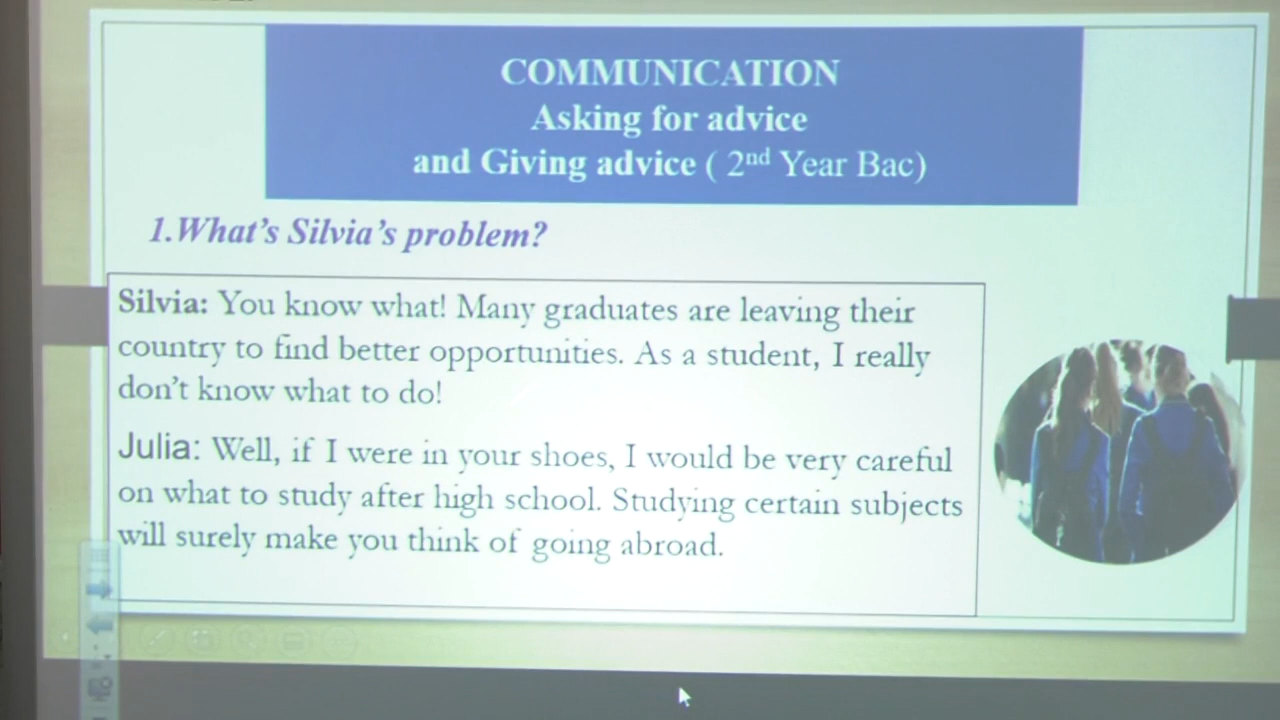 COMMUNICATION
Asking for advice
and Giving advice ( 2nd Year Bac)
1.What's Silvia's problem?
Silvia: You know what! Many graduates are leaving their
country to find better opportunities. As a student, I really
don't know what to do!
Julia: Well, if I were in your shoes, I would be very careful
on what to study after high school. Studying certain subjects
will surely make you think of going abroad.